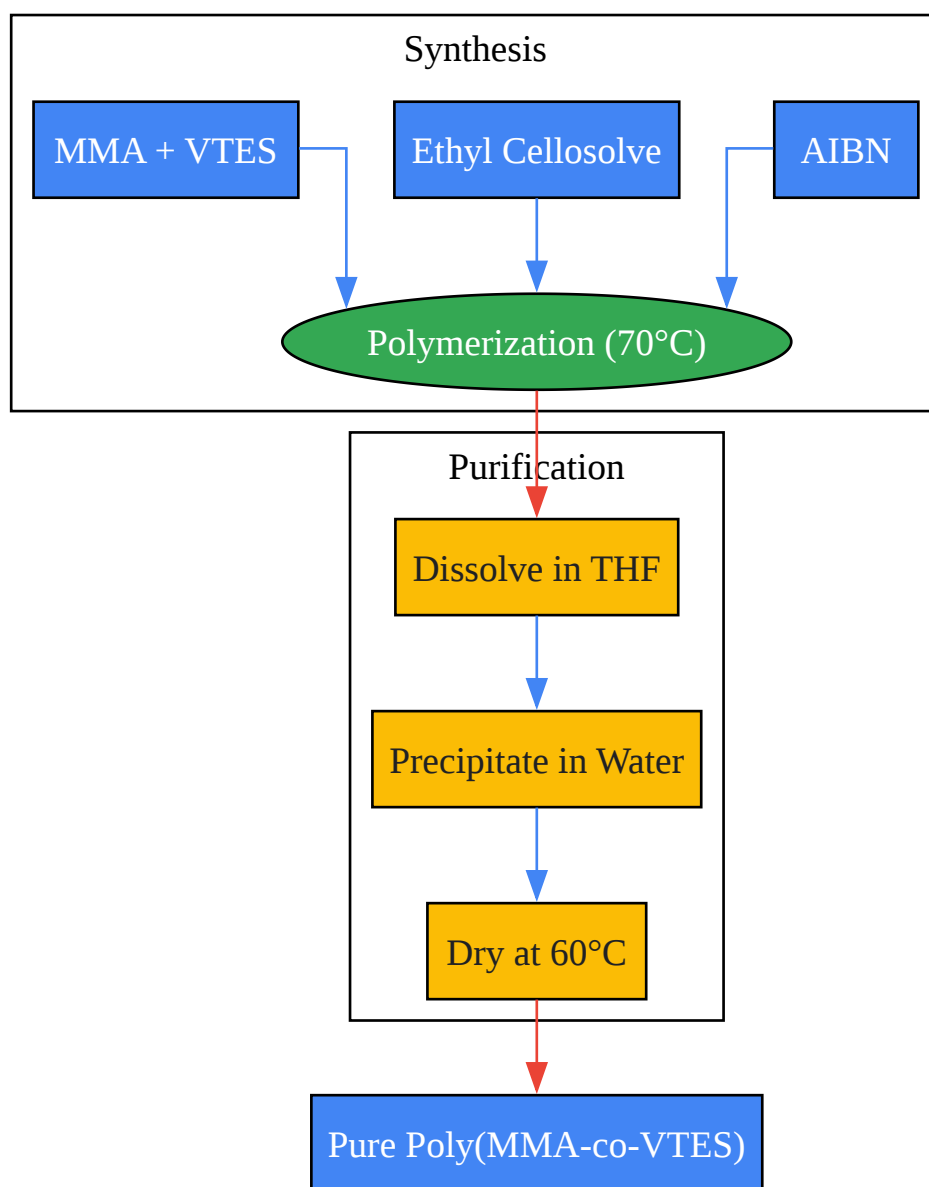 Synthesis
MMA + VTES
Ethyl Cellosolve
AIBN
Polymerization (70°C)
Purification
Dissolve in THF
Precipitate in Water
Dry at 60°C
Pure Poly(MMA-co-VTES)